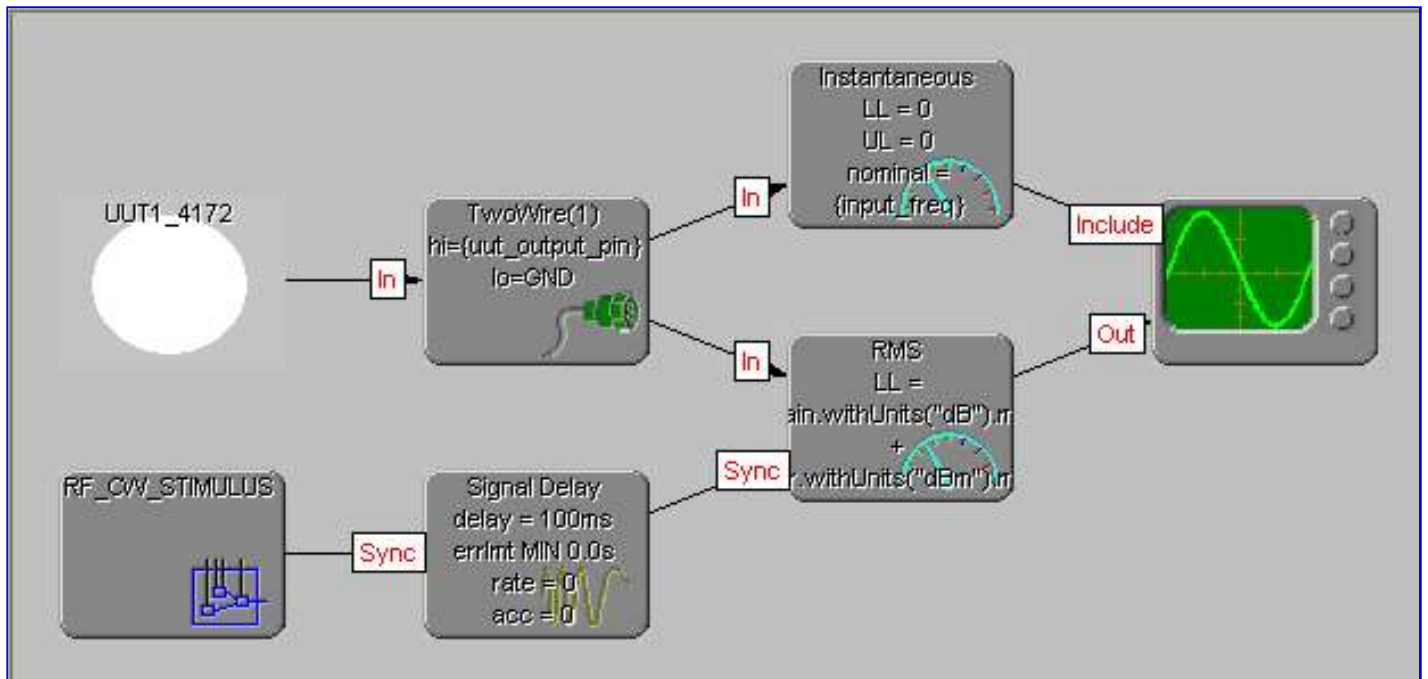 UUT1_4172
In
TwoWire(1)
hi={uut_output_pin}
lo=GND
In
In
Instantaneous
LL = 0
UL = 0
nominal =
{input_freq}
Include
Out
RMS
LL =
ain.withUnits("dB").m
+
r.withUnits("dBm").m
RF_CW_STIMULUS
Sync
Signal Delay
delay = 100ms
errlmt MIN 0.0s
rate = 0
acc = 0
Sync